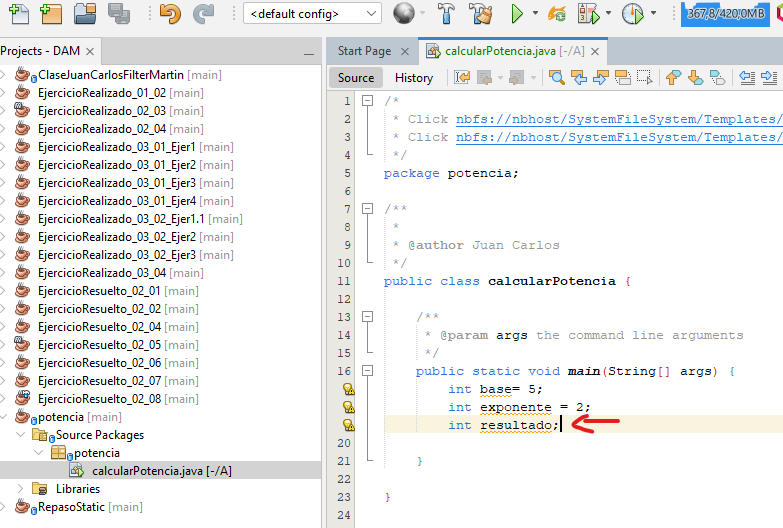 <default config>
367,8/420,0MB
Projects - DAM
ClaseJuanCarlosFilterMartin [main]
EjercicioRealizado_01_02 [main]
EjercicioRealizado_02_03 [main]
EjercicioRealizado_02_04 [main]
EjercicioRealizado_03_01_Ejer1 [main]
EjercicioRealizado_03_01_Ejer2 [main]
EjercicioRealizado_03_01_Ejer3 [main]
EjercicioRealizado_03_01_Ejer4 [main]
EjercicioRealizado_03_02_Ejer1.1 [main]
EjercicioRealizado_03_02_Ejer2 [main]
EjercicioRealizado_03_02_Ejer3 [main]
EjercicioRealizado_03_04 [main]
EjercicioResuelto_02_01 [main]
EjercicioResuelto_02_02 [main]
EjercicioResuelto_02_04 [main]
EjercicioResuelto_02_05 [main]
EjercicioResuelto_02_06 [main]
EjercicioResuelto_02_07 [main]
EjercicioResuelto_02_08 [main]
potencia [main]
Source Packages
potencia
calcularPotencia.java [-/A]
Libraries
RepasoStatic [main]
Start Page
calcularPotencia.java [-/A]
Source History
1 /*
2 * Click nbfs://nbhost/SystemFileSystem/Templates/
3 * Click nbfs://nbhost/SystemFileSystem/Templates/
4 */
5 package potencia;
6
7 /**
8 *
9 * @author Juan Carlos
10 */
11 public class calcularPotencia {
12
13 /**
14 * @param args the command line arguments
15 */
16 public static void main(String[] args) {
int base= 5;
int exponente = 2;
int resultado;
20
21 }
22
23 }
24